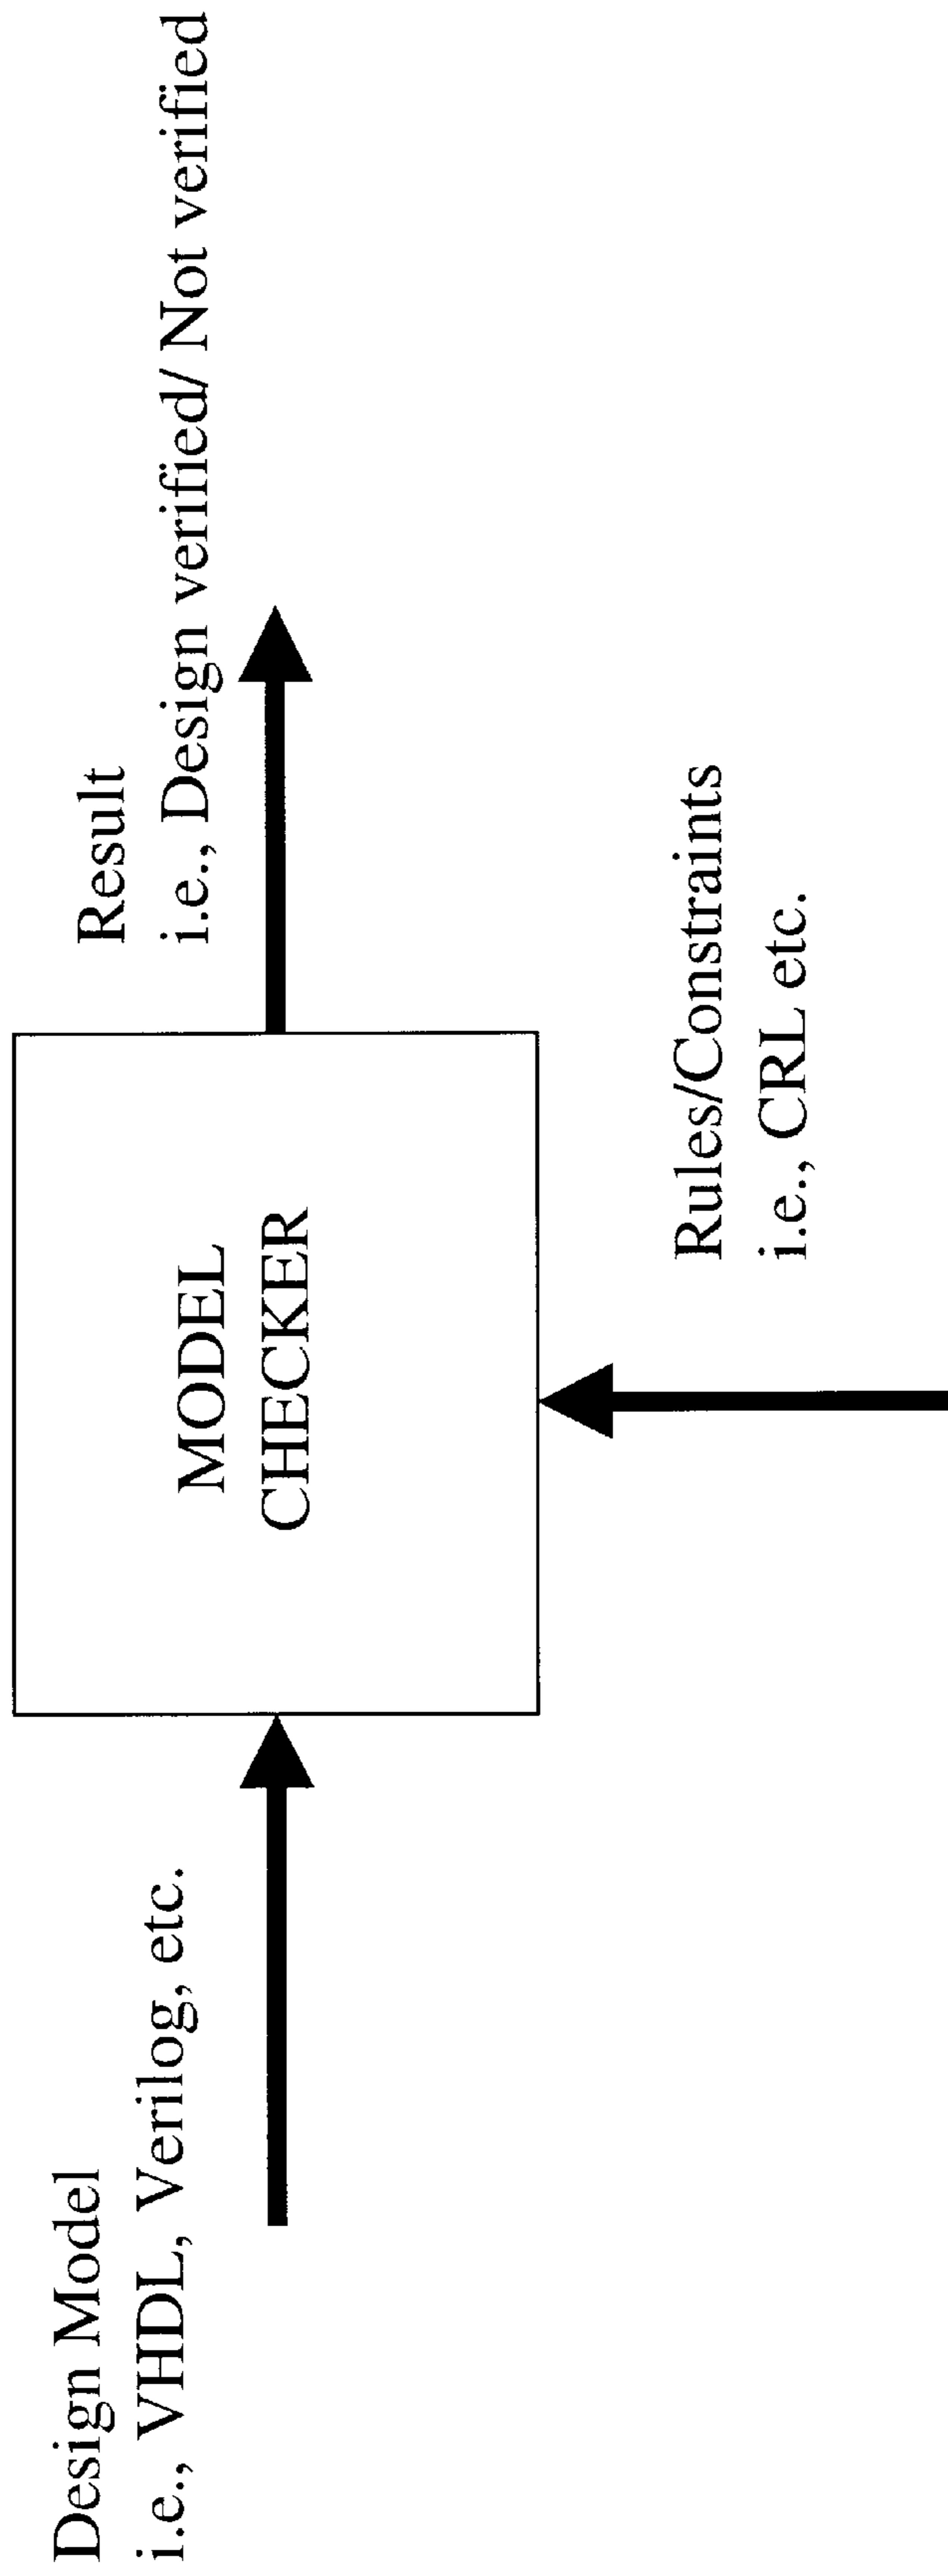 Design Model
i.e., VHDL, Verilog, etc.
MODEL
CHECKER
Result
i.e., Design verified/ Not verified
Rules/Constraints
i.e., CRL etc.